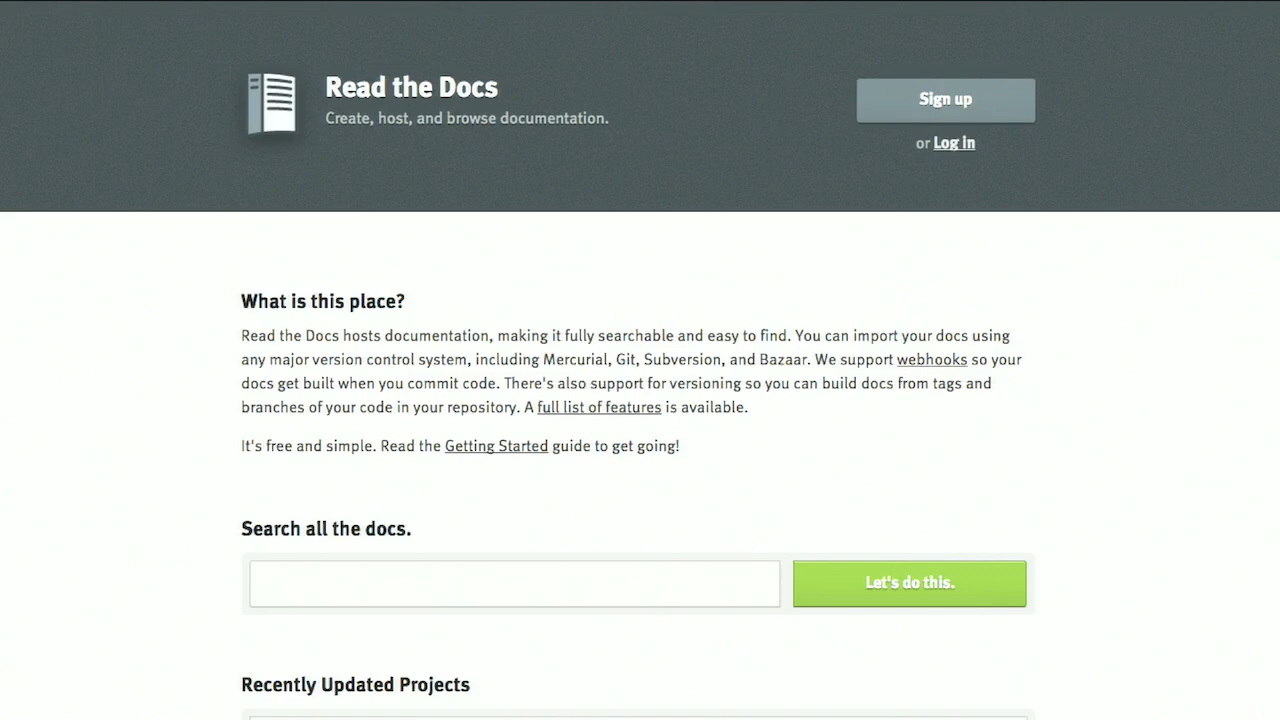 Read the Docs
Create, host, and browse documentation.
Sign up
or Log in
What is this place?
Read the Docs hosts documentation, making it fully searchable and easy to find. You can import your docs using
any major version control system, including Mercurial, Git, Subversion, and Bazaar. We support webhooks so your
docs get built when you commit code. There's also support for versioning so you can build docs from tags and
branches of your code in your repository. A full list of features is available.
It's free and simple. Read the Getting Started guide to get going!
Search all the docs.
Let's do this.
Recently Updated Projects